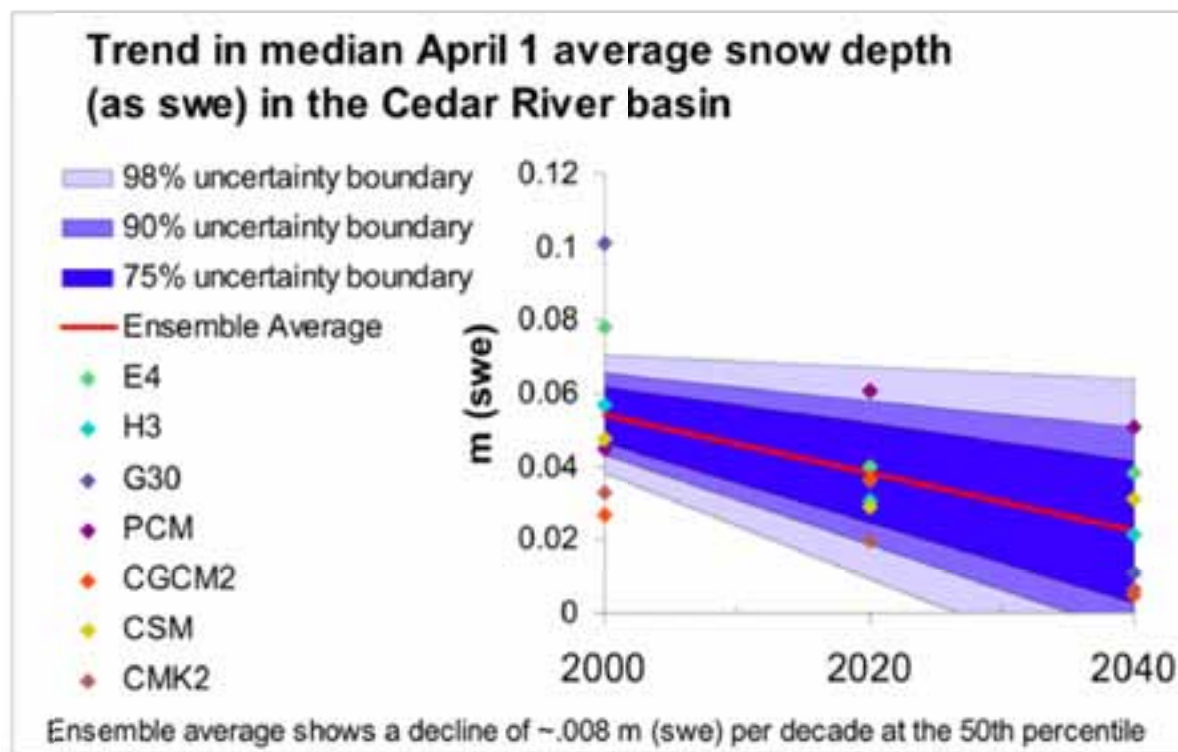 Trend in median April 1 average snow depth
(as swe) in the Cedar River basin
98% uncertainty boundary
90% uncertainty boundary
75% uncertainty boundary
Ensemble Average
E4
H3
G30
PCM
CGCM2
CSM
CMK2
m (swe)
0.12
0.1
0.08
0.06
0.04
0.02
0
2000
2020
2040
Ensemble average shows a decline of ~.008 m (swe) per decade at the 50th percentile